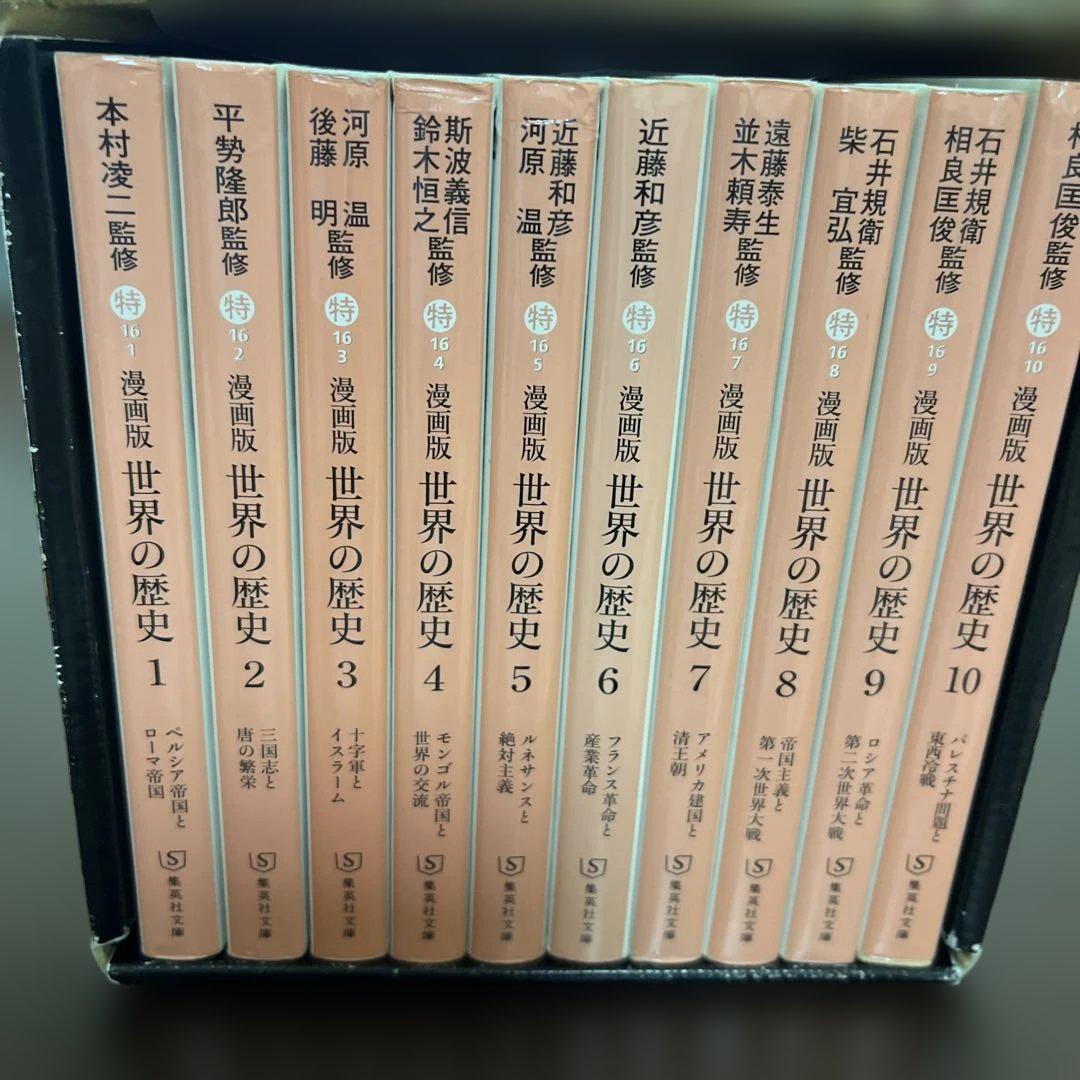 本村凌二監修
特
16
1
漫画版
世界の歴史
1
ペルシア帝国と
ローマ帝国
S
集英社文庫
平勢隆郎監修
特
16
2
漫画版
世界の歴史
2
三国志と
唐の繁栄
S
集英社文庫
河原 温
後藤 明監修
特
16
3
漫画版
世界の歴史
3
十字軍と
イスラーム
S
集英社文庫
斯波義信
鈴木恒之監修
特
16
4
漫画版
世界の歴史
4
モンゴル帝国と
世界の交流
S
集英社文庫
近藤和彦
河原 温監修
特
16
5
漫画版
世界の歴史
5
ルネサンスと
絶対主義
S
集英社文庫
近藤和彦監修
特
16
6
漫画版
世界の歴史
6
フランス革命と
産業革命
S
集英社文庫
遠藤泰生
並木頼寿監修
特
16
7
漫画版
世界の歴史
7
アメリカ建国と
清王朝
S
集英社文庫
石井規衛
柴 宜弘監修
特
16
8
漫画版
世界の歴史
8
帝国主義と
第一次世界大戦
S
集英社文庫
石井規衛
相良匡俊監修
特
16
9
漫画版
世界の歴史
9
ロシア革命と
第二次世界大戦
S
集英社文庫
相良匡俊監修
特
16
10
漫画版
世界の歴史
10
パレスチナ問題と
東西冷戦
S
集英社文庫